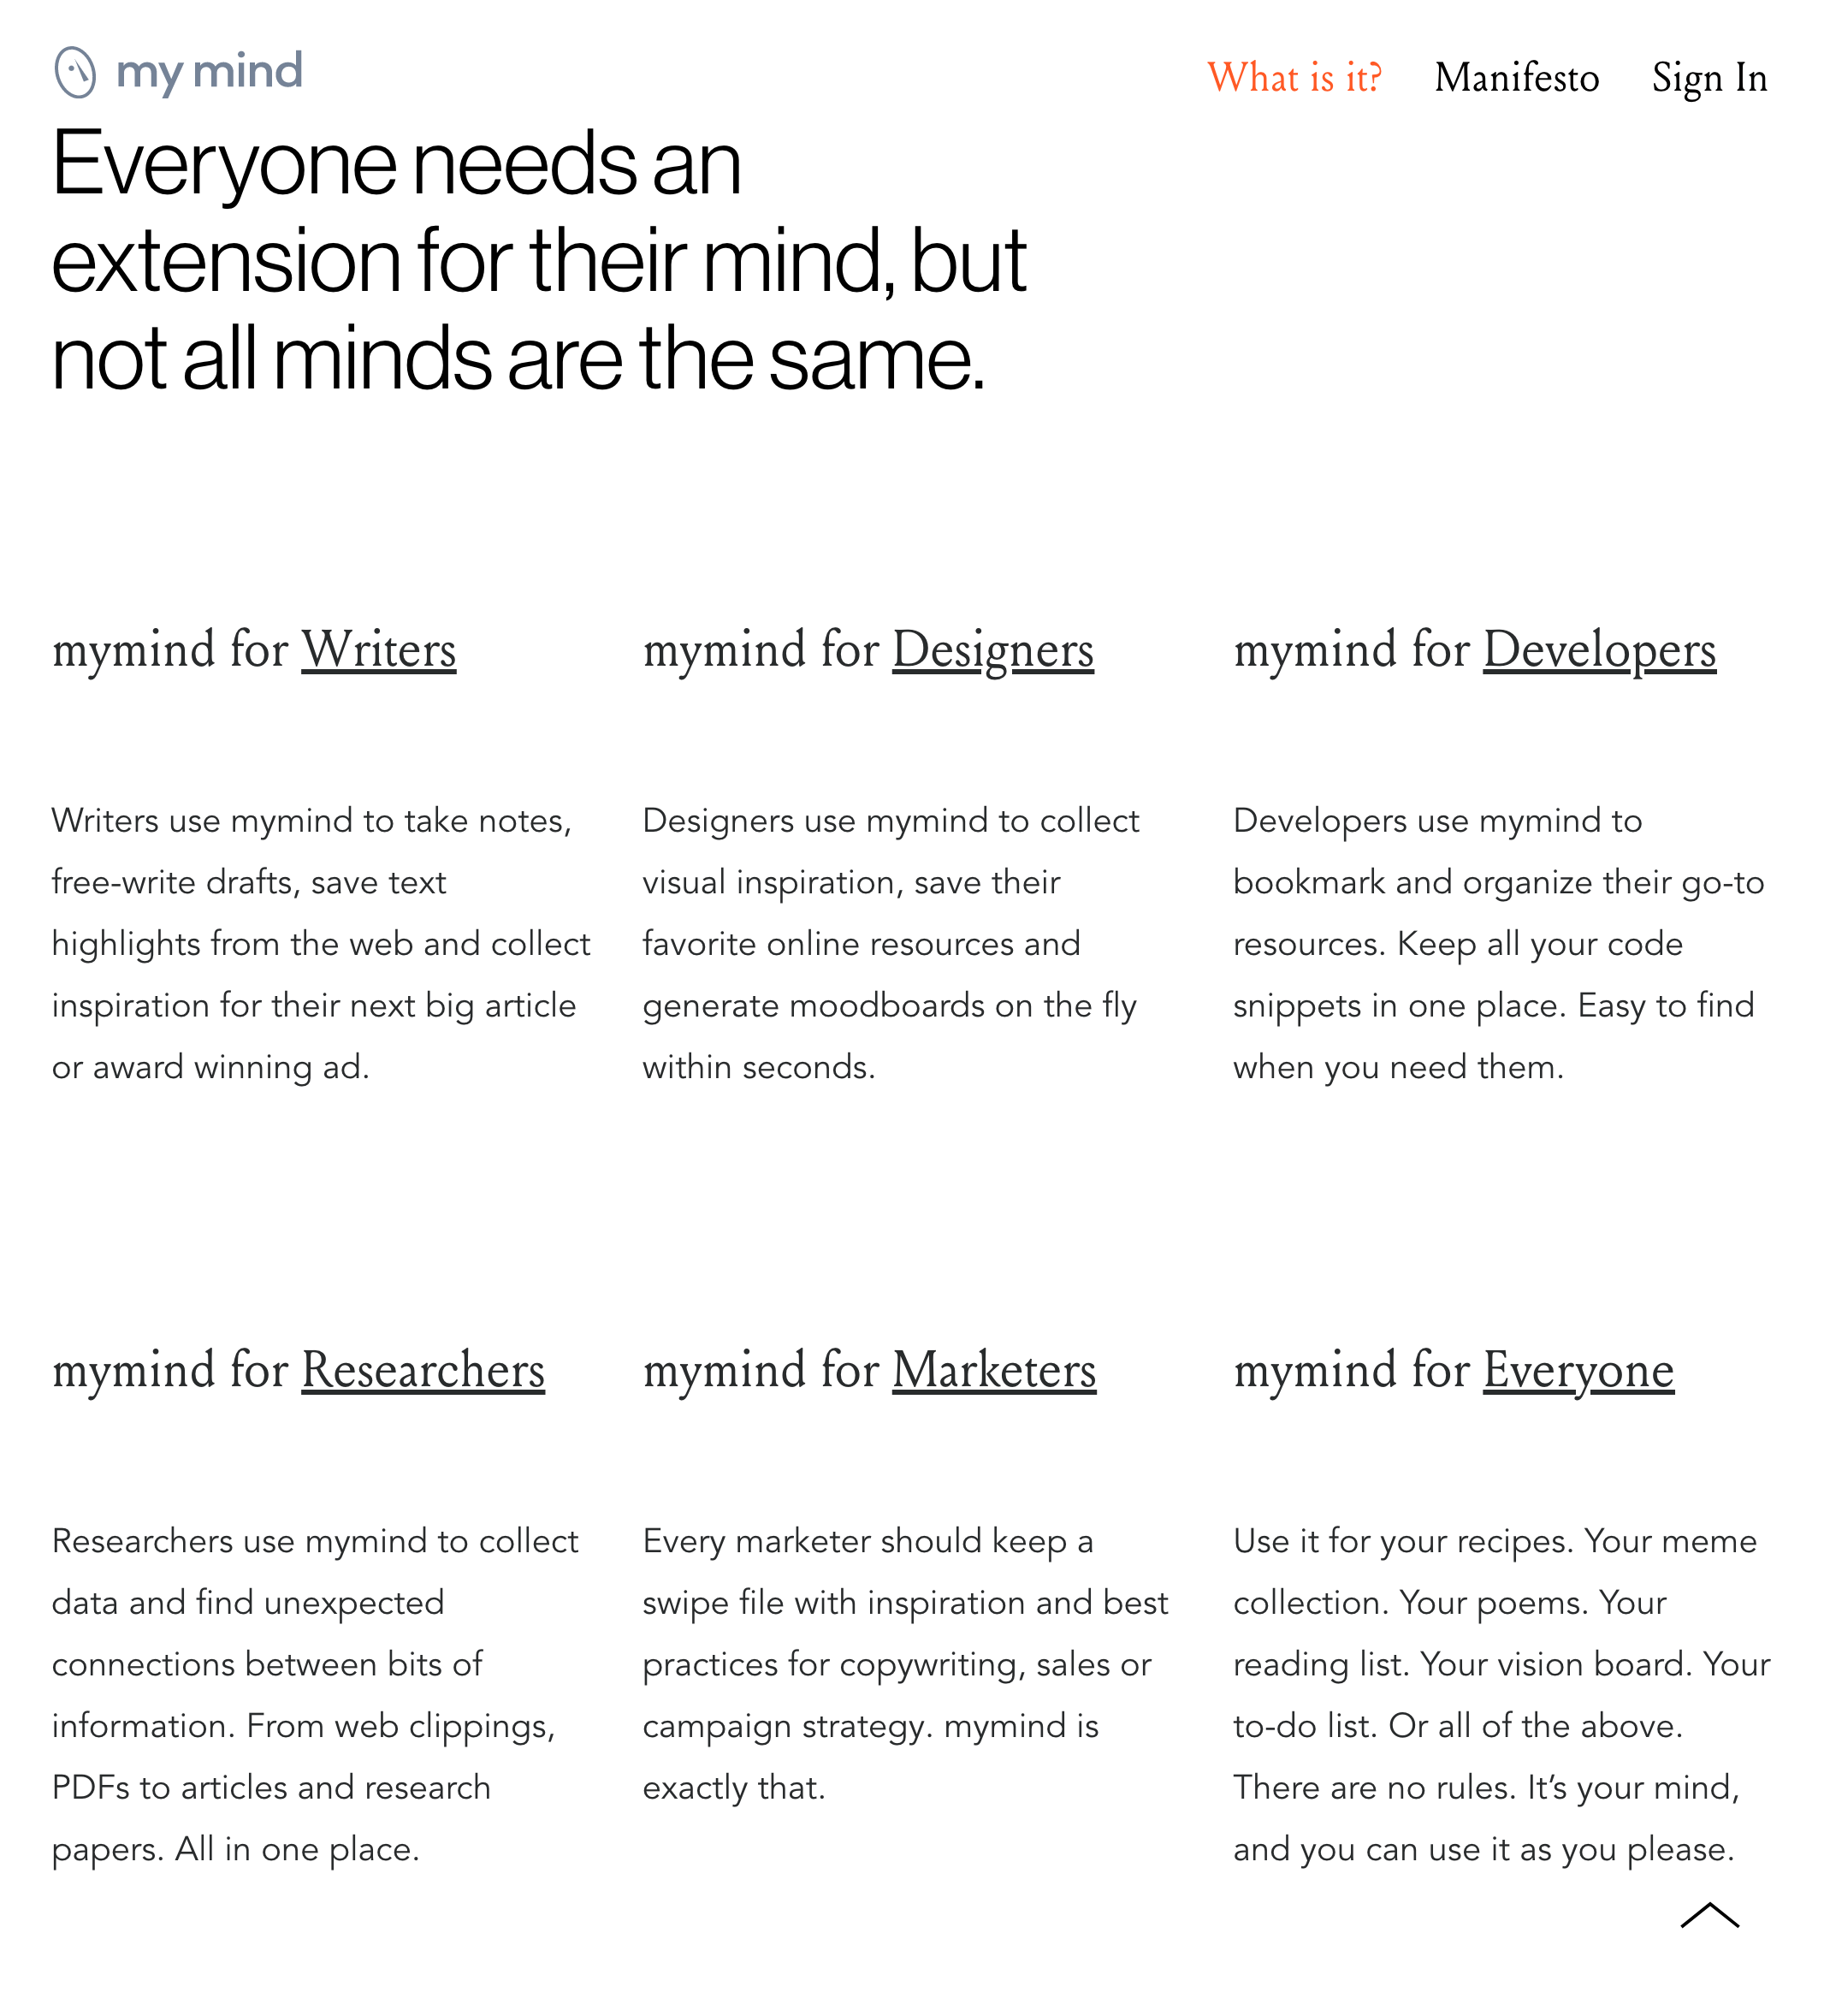 my mind
What is it? Manifesto Sign In
Everyone needs an
extension for their mind, but
not all minds are the same.
mymind for Writers
Writers use mymind to take notes,
free-write drafts, save text
highlights from the web and collect
inspiration for their next big article
or award winning ad.
mymind for Designers
Designers use mymind to collect
visual inspiration, save their
favorite online resources and
generate moodboards on the fly
within seconds.
mymind for Developers
Developers use mymind to
bookmark and organize their go-to
resources. Keep all your code
snippets in one place. Easy to find
when you need them.
mymind for Researchers
Researchers use mymind to collect
data and find unexpected
connections between bits of
information. From web clippings,
PDFs to articles and research
papers. All in one place.
mymind for Marketers
Every marketer should keep a
swipe file with inspiration and best
practices for copywriting, sales or
campaign strategy. mymind is
exactly that.
mymind for Everyone
Use it for your recipes. Your meme
collection. Your poems. Your
reading list. Your vision board. Your
to-do list. Or all of the above.
There are no rules. It’s your mind,
and you can use it as you please.